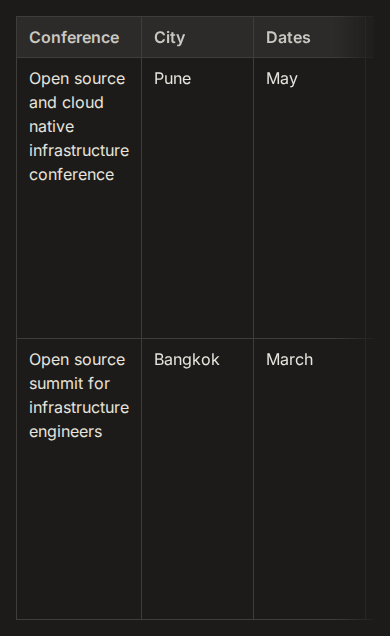 Conference City Dates
Open source Pune May
and cloud
native
infrastructure
conference
Open source Bangkok March
summit for
infrastructure
engineers